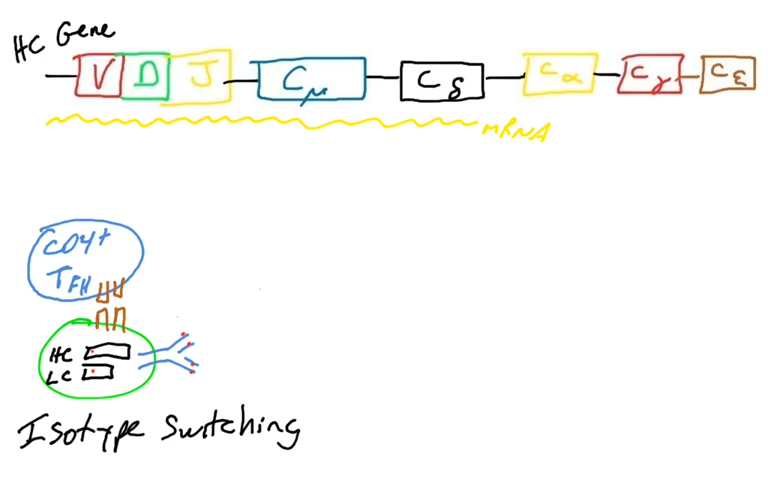 HC Gene
V D J Cμ Cδ Cα Cγ Cε
mRNA
CD4+
TFH
HC
LC
Isotype Switching